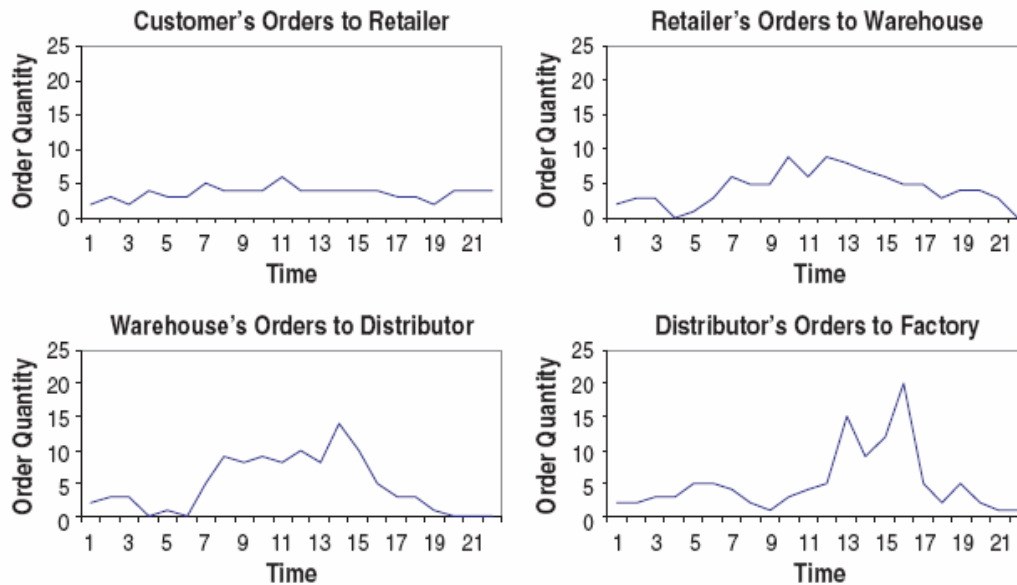 Customer's Orders to Retailer
25
20
15
10
5
0
Order Quantity
1 3 5 7 9 11 13 15 17 19 21
Time
Retailer's Orders to Warehouse
25
20
15
10
5
0
Order Quantity
1 3 5 7 9 11 13 15 17 19 21
Time
Warehouse's Orders to Distributor
25
20
15
10
5
0
Order Quantity
1 3 5 7 9 11 13 15 17 19 21
Time
Distributor's Orders to Factory
25
20
15
10
5
0
Order Quantity
1 3 5 7 9 11 13 15 17 19 21
Time